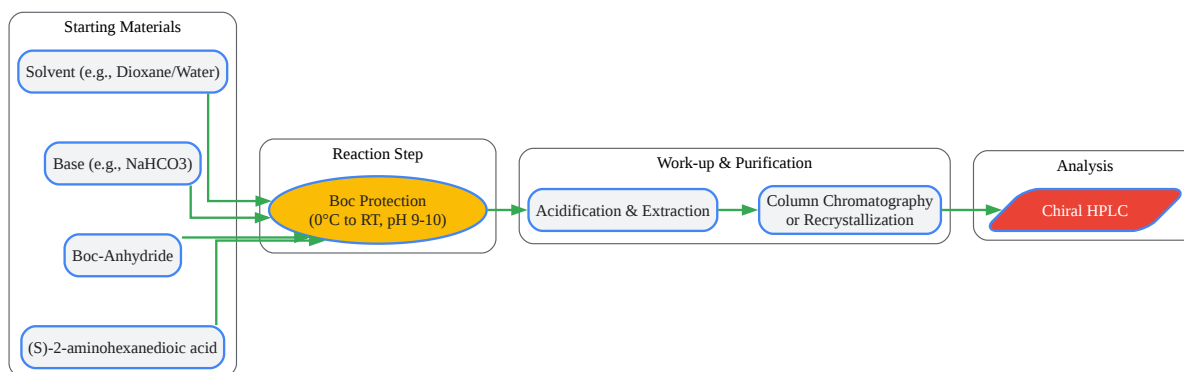 Starting Materials
Solvent (e.g., Dioxane/Water)
Base (e.g., NaHCO3)
Boc-Anhydride
(S)-2-aminohexanedioic acid
Reaction Step
Boc Protection
(0°C to RT, pH 9-10)
Work-up & Purification
Acidification & Extraction
Column Chromatography
or Recrystallization
Analysis
Chiral HPLC